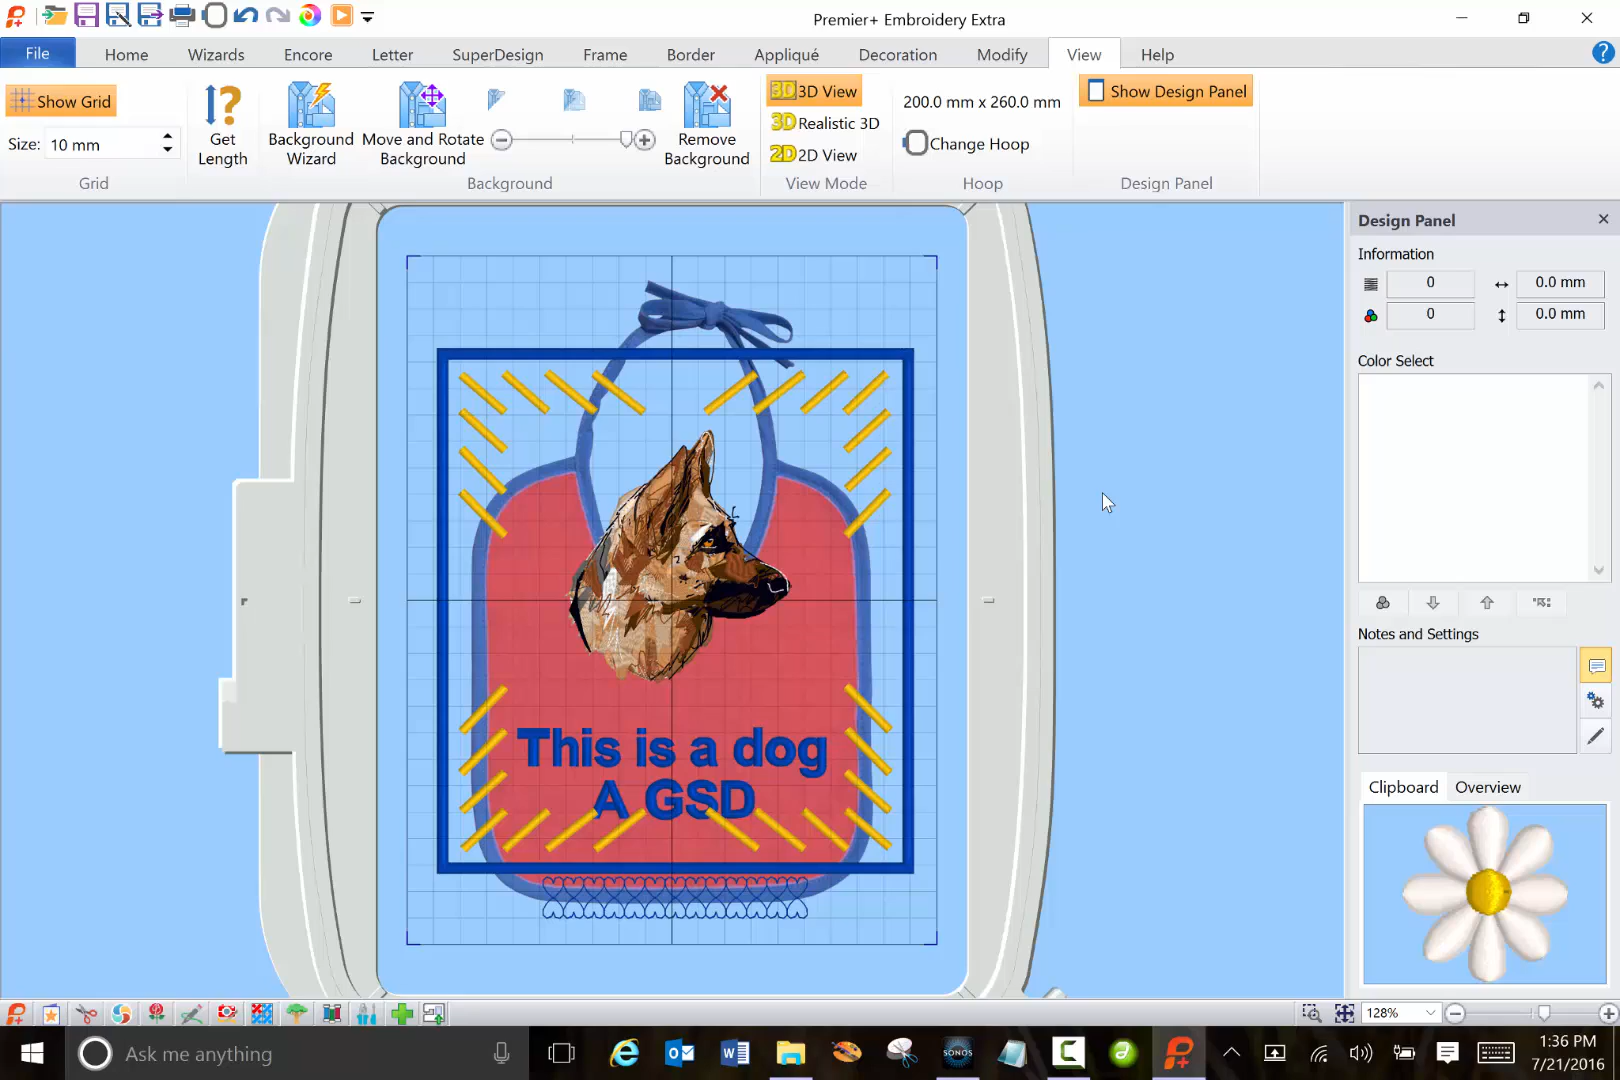 Premier+ Embroidery Extra
File Home Wizards Encore Letter SuperDesign Frame Border Appliqué Decoration Modify View Help
Show Grid
Size: 10 mm
Grid
Get Length
Background Wizard
Move and Rotate Background
Remove Background
Background
3D 3D View
3D Realistic 3D
2D 2D View
View Mode
200.0 mm x 260.0 mm
Change Hoop
Hoop
Show Design Panel
Design Panel
Design Panel
Information
0 0.0 mm
0 0.0 mm
Color Select
Notes and Settings
Clipboard Overview
This is a dog
A GSD
128%
Ask me anything
SONOS
1:36 PM
7/21/2016